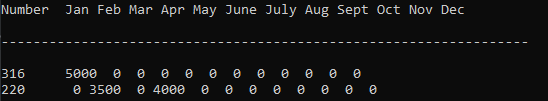 Number  Jan Feb Mar Apr May June July Aug Sept Oct Nov Dec
------------------------------------------------------------------
316     5000  0  0  0  0  0  0  0  0  0  0  0
220      0 3500  0 4000  0  0  0  0  0  0  0  0